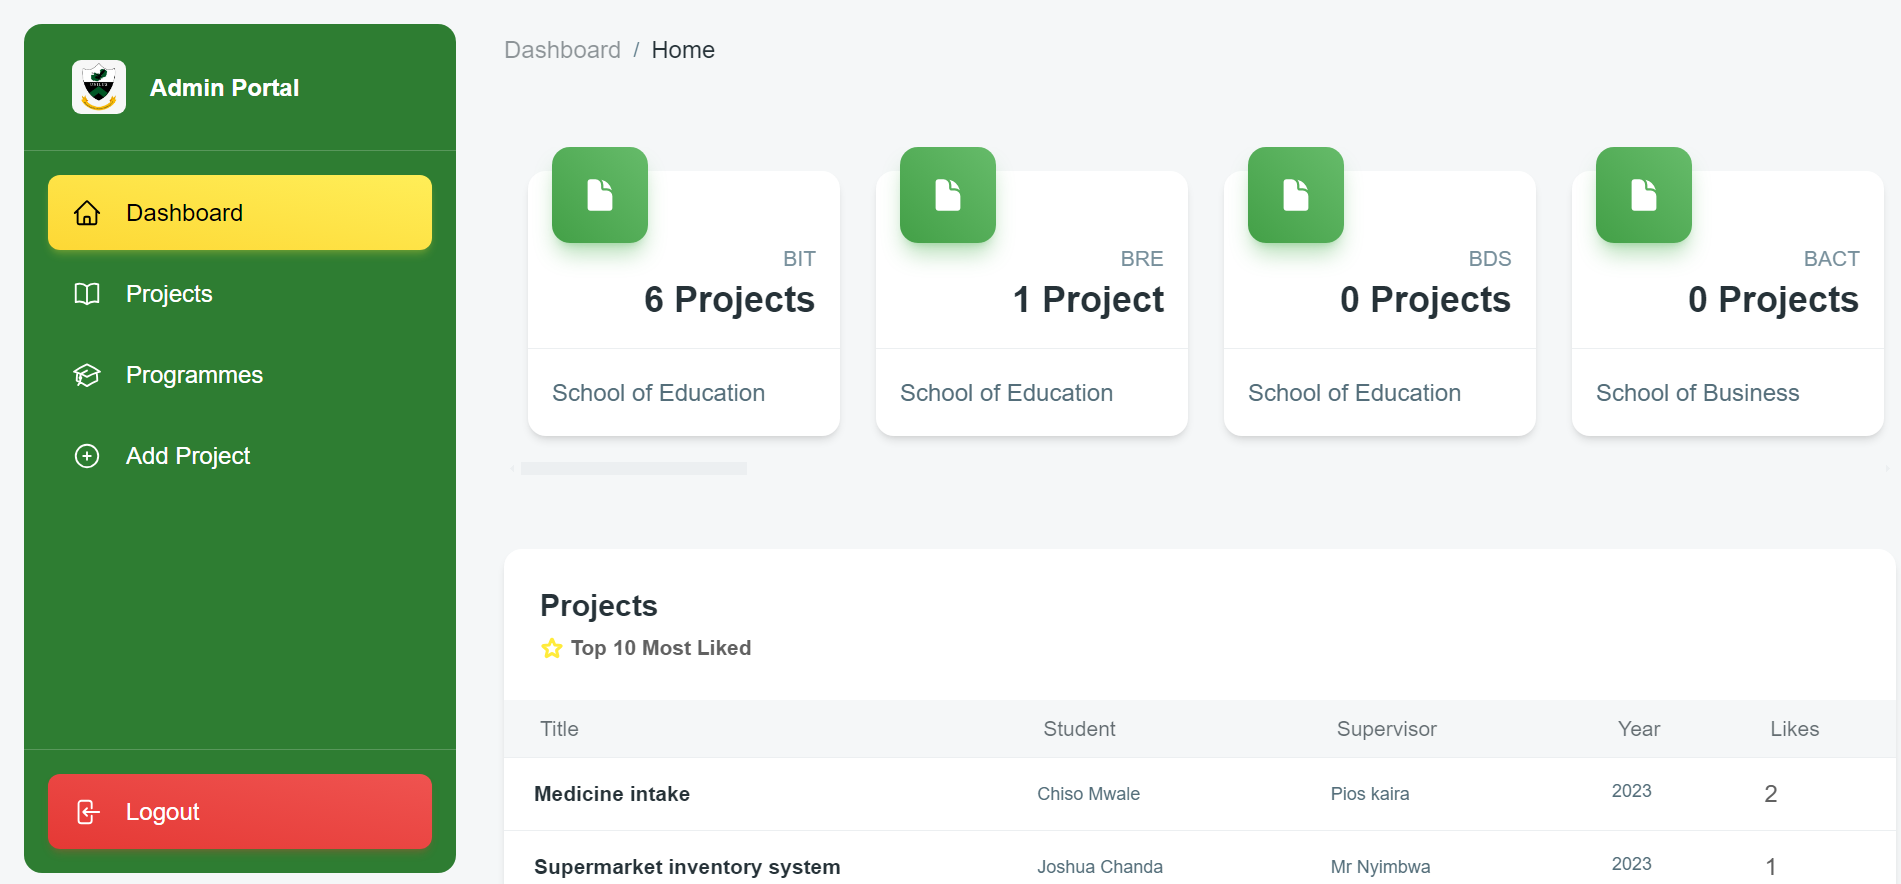 Admin Portal
Dashboard
Projects
Programmes
Add Project
Logout
Dashboard / Home
BIT
6 Projects
School of Education
BRE
1 Project
School of Education
BDS
0 Projects
School of Education
BACT
0 Projects
School of Business
Projects
Top 10 Most Liked
Title Student Supervisor Year Likes
Medicine intake Chiso Mwale Pios kaira 2023 2
Supermarket inventory system Joshua Chanda Mr Nyimbwa 2023 1